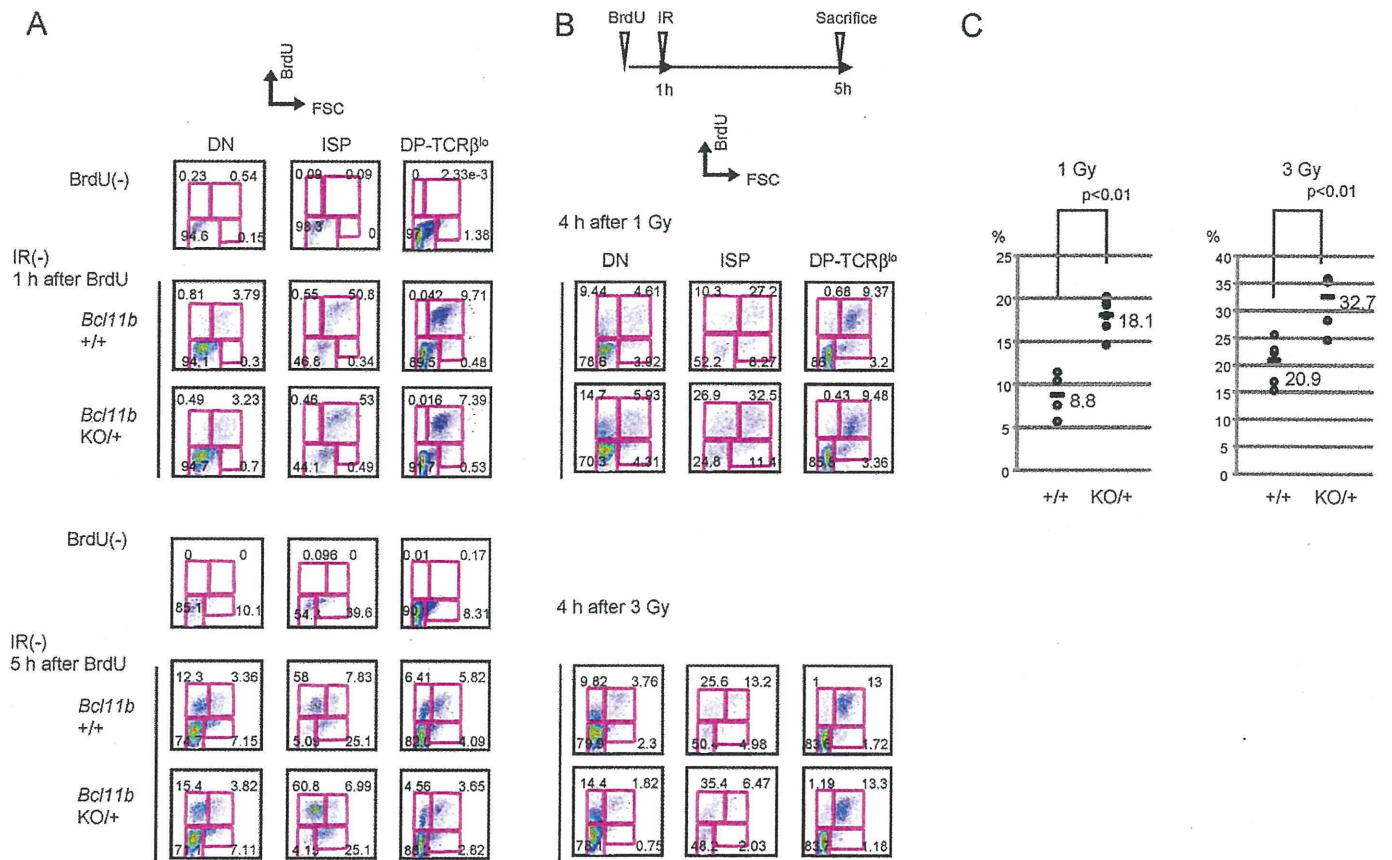 A
BrdU
FSC
DN ISP DP-TCRβlo
BrdU(-)
0.23 0.54
94.6 0.15
0.09 0.09
98.3 0
0 2.33e-3
1.38
IR(-)
1 h after BrdU
Bcl11b
+/+
0.81 3.79
94.1 0.3
0.55 50.8
46.8 0.34
0.042 9.71
89.5 0.48
Bcl11b
KO/+
0.49 3.23
94.7 0.7
0.46 53
44.1 0.49
0.016 7.39
91.7 0.53
BrdU(-)
0 0
85.1 10.1
0.096 0
39.6
0.01 0.17
8.31
IR(-)
5 h after BrdU
Bcl11b
+/+
12.3 3.36
74.7 7.15
58 7.83
5.09 25.1
6.41 5.82
4.09
Bcl11b
KO/+
15.4 3.82
7.11
60.8 6.99
4.15 25.1
4.56 3.65
2.82
B
BrdU IR Sacrifice
1h 5h
BrdU
FSC
4 h after 1 Gy
DN ISP DP-TCRβlo
9.44 4.61
78.6 3.92
10.3 27.2
52.2 8.27
0.68 9.37
3.2
14.7 5.93
70.3 4.31
26.9 32.5
24.8 11.4
0.43 9.48
3.36
4 h after 3 Gy
9.82 3.76
79.9 2.3
25.6 13.2
50.4 4.98
1 13
83.6 1.72
14.4 1.82
78.1 0.75
35.4 6.47
48.2 2.03
1.19 13.3
83.7 1.18
C
1 Gy
p<0.01
%
25
20
15
10
5
0
18.1
8.8
+/+ KO/+
3 Gy
p<0.01
%
40
35
30
25
20
15
10
5
0
32.7
20.9
+/+ KO/+